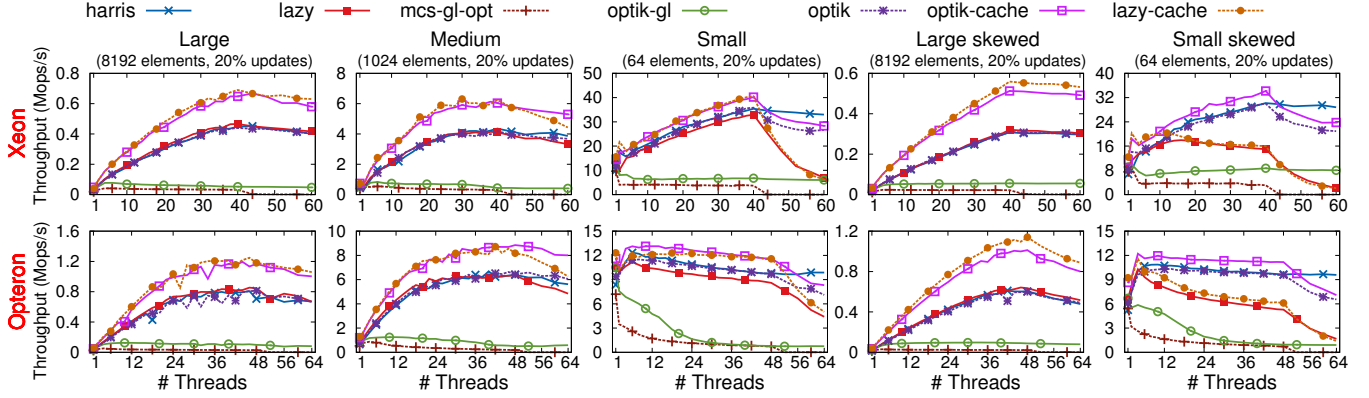 harris lazy mcs-gl-opt optik-gl optik optik-cache lazy-cache
Large Medium Small Large skewed Small skewed
(8192 elements, 20% updates) (1024 elements, 20% updates) (64 elements, 20% updates) (8192 elements, 20% updates) (64 elements, 20% updates)
Xeon
Throughput (Mops/s)
0.8
0.6
0.4
0.2
0
1 10 20 30 40 50 60
8
6
4
2
0
1 10 20 30 40 50 60
50
40
30
20
10
0
1 10 20 30 40 50 60
0.6
0.4
0.2
0
1 10 20 30 40 50 60
40
32
24
16
8
0
1 10 20 30 40 50 60
Opteron
Throughput (Mops/s)
1.6
1.2
0.8
0.4
0
1 12 24 36 48 56 64
# Threads
10
8
6
4
2
0
1 12 24 36 48 56 64
# Threads
15
12
9
6
3
0
1 12 24 36 48 56 64
# Threads
1.2
0.8
0.4
0
1 12 24 36 48 56 64
# Threads
15
12
9
6
3
0
1 12 24 36 48 56 64
# Threads